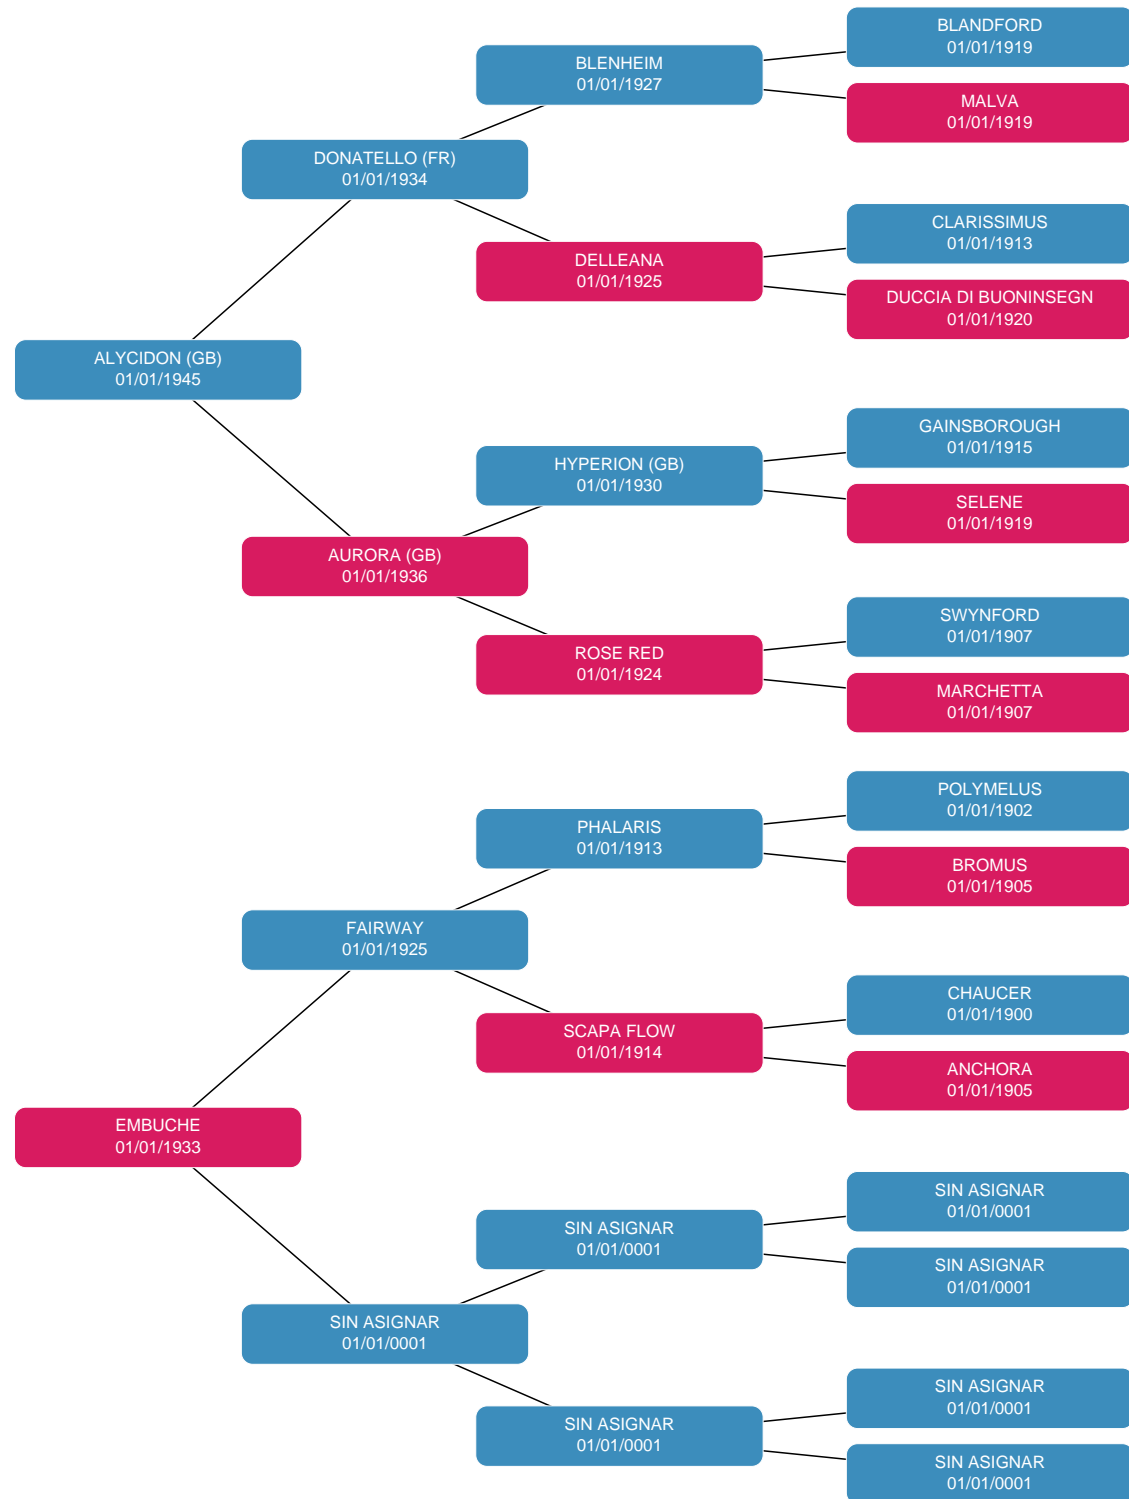 BLANDFORD
01/01/1919
BLENHEIM
01/01/1927
MALVA
01/01/1919
DONATELLO (FR)
01/01/1934
CLARISSIMUS
01/01/1913
DELLEANA
01/01/1925
DUCCIA DI BUONINSEGN
01/01/1920
ALYCIDON (GB)
01/01/1945
GAINSBOROUGH
01/01/1915
HYPERION (GB)
01/01/1930
SELENE
01/01/1919
AURORA (GB)
01/01/1936
SWYNFORD
01/01/1907
ROSE RED
01/01/1924
MARCHETTA
01/01/1907
POLYMELUS
01/01/1902
PHALARIS
01/01/1913
BROMUS
01/01/1905
FAIRWAY
01/01/1925
CHAUCER
01/01/1900
SCAPA FLOW
01/01/1914
ANCHORA
01/01/1905
EMBUCHE
01/01/1933
SIN ASIGNAR
01/01/0001
SIN ASIGNAR
01/01/0001
SIN ASIGNAR
01/01/0001
SIN ASIGNAR
01/01/0001
SIN ASIGNAR
01/01/0001
SIN ASIGNAR
01/01/0001
SIN ASIGNAR
01/01/0001